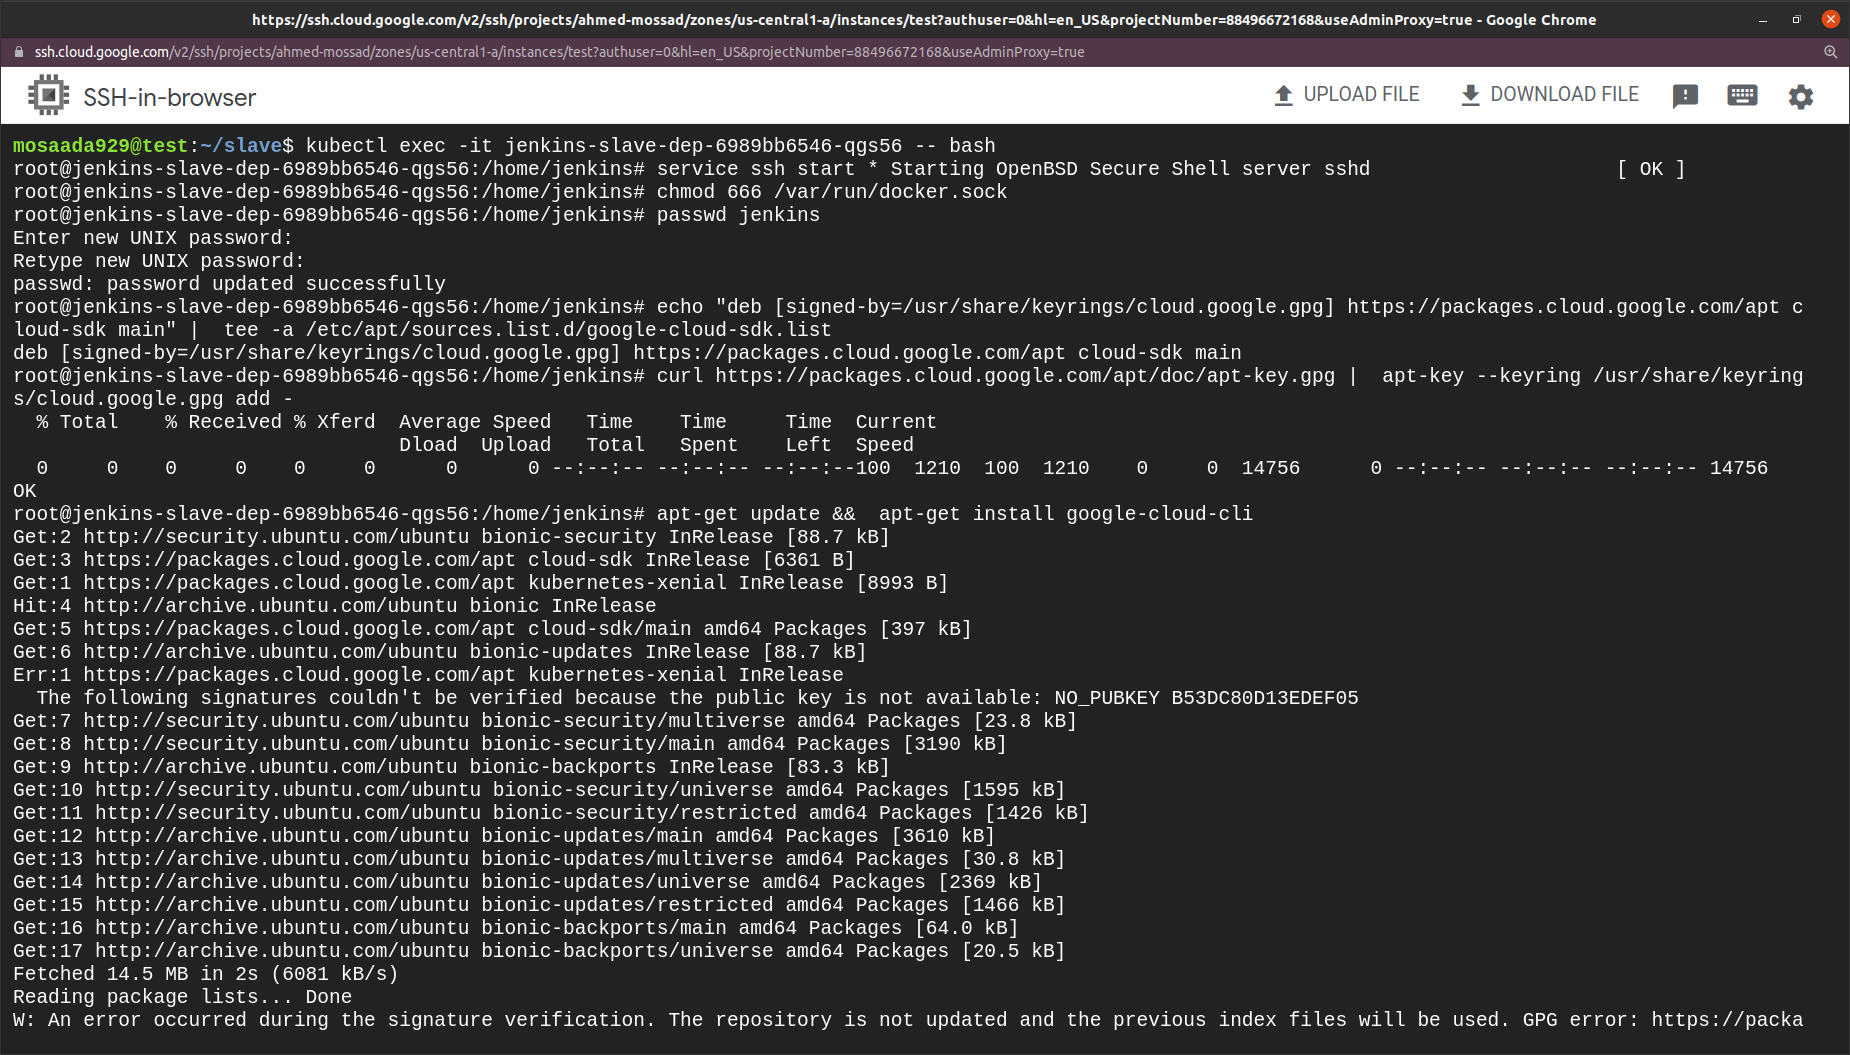 https://ssh.cloud.google.com/v2/ssh/projects/ahmed-mossad/zones/us-central1-a/instances/test?authuser=0&hl=en_US&projectNumber=88496672168&useAdminProxy=true - Google Chrome
ssh.cloud.google.com/v2/ssh/projects/ahmed-mossad/zones/us-central1-a/instances/test?authuser=0&hl=en_US&projectNumber=88496672168&useAdminProxy=true
SSH-in-browser UPLOAD FILE DOWNLOAD FILE
mosaada929@test:~/slave$ kubectl exec -it jenkins-slave-dep-6989bb6546-qgs56 -- bash
root@jenkins-slave-dep-6989bb6546-qgs56:/home/jenkins# service ssh start * Starting OpenBSD Secure Shell server sshd [ OK ]
root@jenkins-slave-dep-6989bb6546-qgs56:/home/jenkins# chmod 666 /var/run/docker.sock
root@jenkins-slave-dep-6989bb6546-qgs56:/home/jenkins# passwd jenkins
Enter new UNIX password:
Retype new UNIX password:
passwd: password updated successfully
root@jenkins-slave-dep-6989bb6546-qgs56:/home/jenkins# echo "deb [signed-by=/usr/share/keyrings/cloud.google.gpg] https://packages.cloud.google.com/apt c
loud-sdk main" |  tee -a /etc/apt/sources.list.d/google-cloud-sdk.list
deb [signed-by=/usr/share/keyrings/cloud.google.gpg] https://packages.cloud.google.com/apt cloud-sdk main
root@jenkins-slave-dep-6989bb6546-qgs56:/home/jenkins# curl https://packages.cloud.google.com/apt/doc/apt-key.gpg |  apt-key --keyring /usr/share/keyring
s/cloud.google.gpg add -
  % Total    % Received % Xferd  Average Speed   Time    Time     Time  Current
                                 Dload  Upload   Total   Spent    Left  Speed
  0     0    0     0    0     0      0      0 --:--:-- --:--:-- --:--:--100  1210  100  1210    0     0  14756      0 --:--:-- --:--:-- --:--:-- 14756
OK
root@jenkins-slave-dep-6989bb6546-qgs56:/home/jenkins# apt-get update &&  apt-get install google-cloud-cli
Get:2 http://security.ubuntu.com/ubuntu bionic-security InRelease [88.7 kB]
Get:3 https://packages.cloud.google.com/apt cloud-sdk InRelease [6361 B]
Get:1 https://packages.cloud.google.com/apt kubernetes-xenial InRelease [8993 B]
Hit:4 http://archive.ubuntu.com/ubuntu bionic InRelease
Get:5 https://packages.cloud.google.com/apt cloud-sdk/main amd64 Packages [397 kB]
Get:6 http://archive.ubuntu.com/ubuntu bionic-updates InRelease [88.7 kB]
Err:1 https://packages.cloud.google.com/apt kubernetes-xenial InRelease
  The following signatures couldn't be verified because the public key is not available: NO_PUBKEY B53DC80D13EDEF05
Get:7 http://security.ubuntu.com/ubuntu bionic-security/multiverse amd64 Packages [23.8 kB]
Get:8 http://security.ubuntu.com/ubuntu bionic-security/main amd64 Packages [3190 kB]
Get:9 http://archive.ubuntu.com/ubuntu bionic-backports InRelease [83.3 kB]
Get:10 http://security.ubuntu.com/ubuntu bionic-security/universe amd64 Packages [1595 kB]
Get:11 http://security.ubuntu.com/ubuntu bionic-security/restricted amd64 Packages [1426 kB]
Get:12 http://archive.ubuntu.com/ubuntu bionic-updates/main amd64 Packages [3610 kB]
Get:13 http://archive.ubuntu.com/ubuntu bionic-updates/multiverse amd64 Packages [30.8 kB]
Get:14 http://archive.ubuntu.com/ubuntu bionic-updates/universe amd64 Packages [2369 kB]
Get:15 http://archive.ubuntu.com/ubuntu bionic-updates/restricted amd64 Packages [1466 kB]
Get:16 http://archive.ubuntu.com/ubuntu bionic-backports/main amd64 Packages [64.0 kB]
Get:17 http://archive.ubuntu.com/ubuntu bionic-backports/universe amd64 Packages [20.5 kB]
Fetched 14.5 MB in 2s (6081 kB/s)
Reading package lists... Done
W: An error occurred during the signature verification. The repository is not updated and the previous index files will be used. GPG error: https://packa